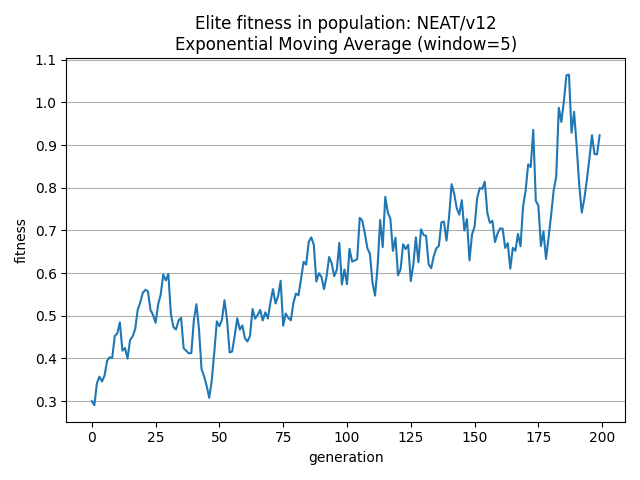 Elite fitness in population: NEAT/v12
Exponential Moving Average (window=5)
1.1
1.0
0.9
0.8
0.7
0.6
0.5
0.4
0.3
fitness
0 25 50 75 100 125 150 175 200
generation